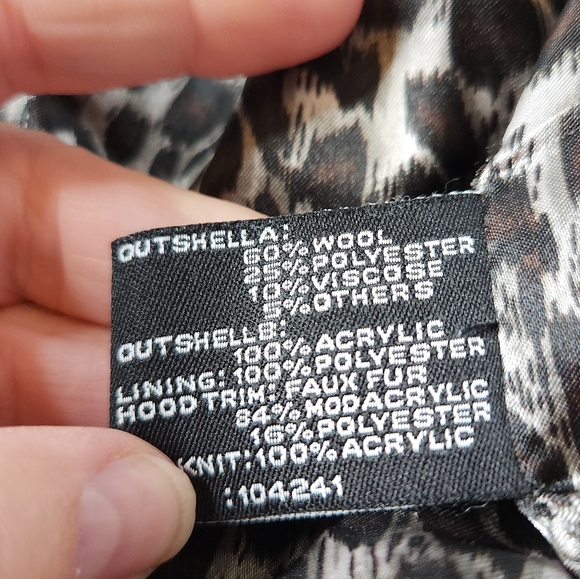 OUTSHELLA:
60% WOOL
25% POLYESTER
10% VISCOSE
5% OTHERS
OUTSHELLB:
100% ACRYLIC
LINING: 100% POLYESTER
HOOD TRIM: FAUX FUR
84% MODACRYLIC
16% POLYESTER
KNIT: 100% ACRYLIC
:104241